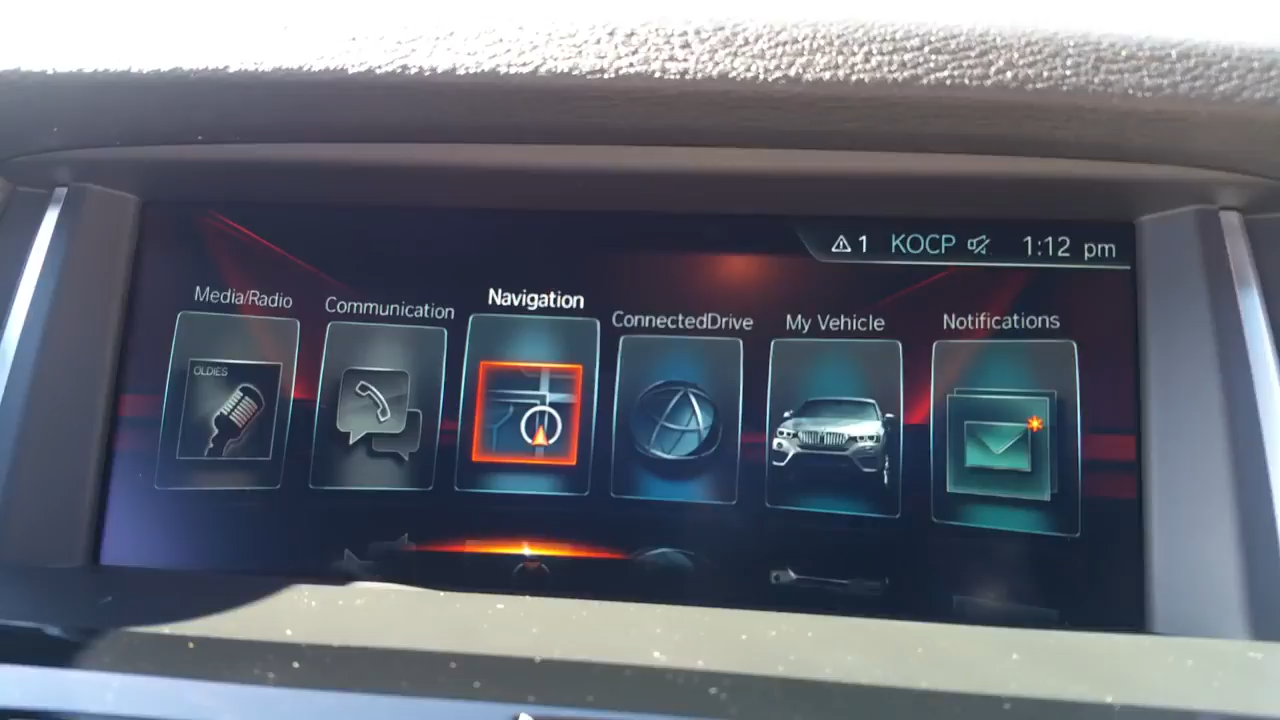 1 KOCP 1:12 pm
Media/Radio
Communication
Navigation
ConnectedDrive
My Vehicle
Notifications
OLDIES